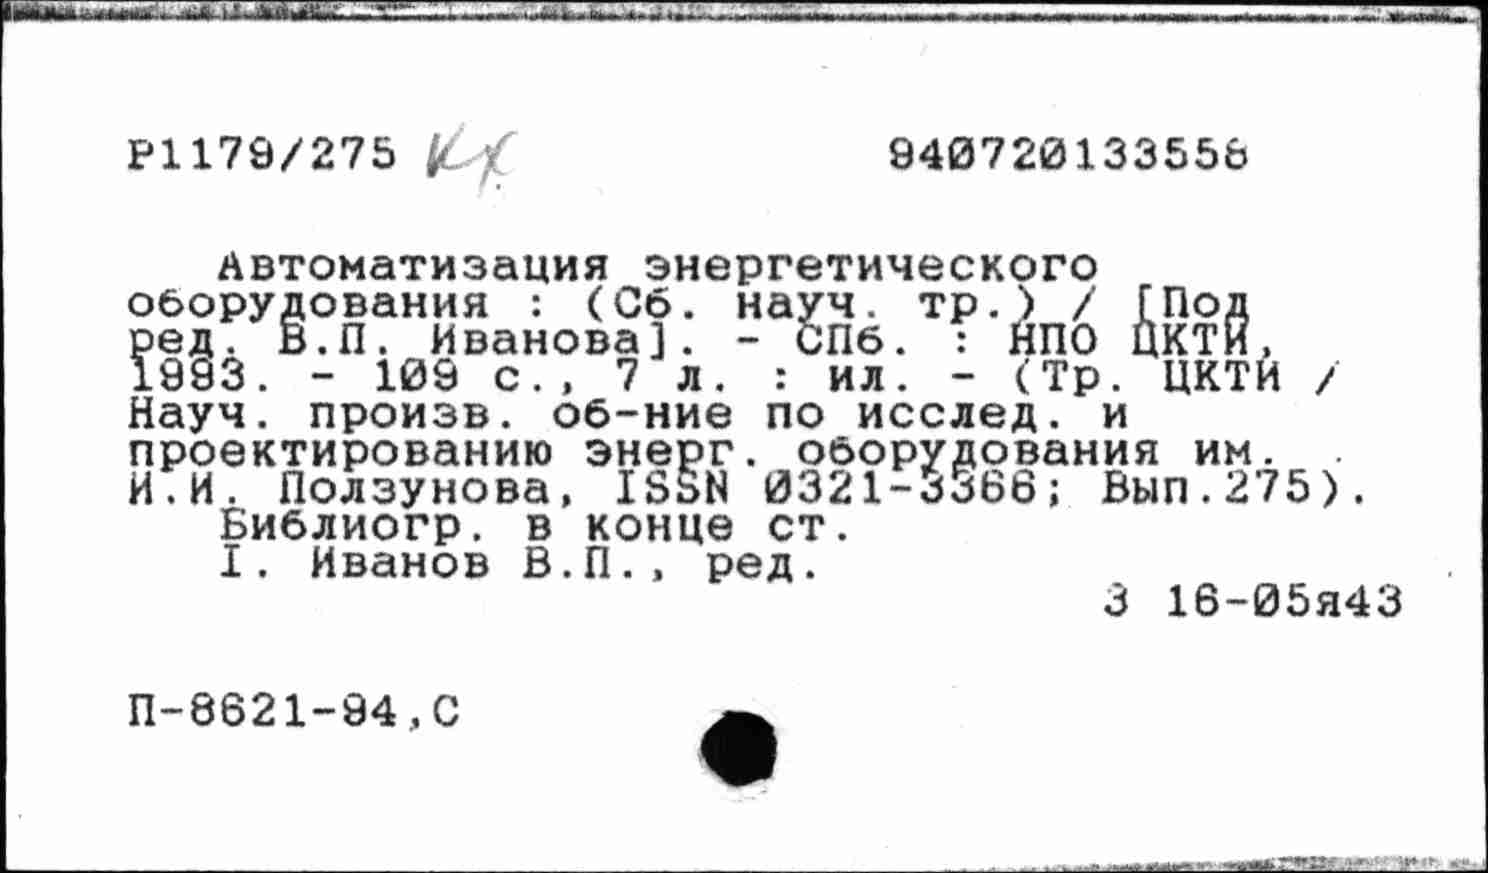 Р1179/275 Кх
940720133556
Автоматизация энергетического
оборудования : (Сб. науч. тр.) / [Под
ред. В.П. Иванова]. - СПб. : НПО ЦКТИ,
1993. - 109 с., 7 л. : ил. - (Тр. ЦКТИ /
Науч. произв. об-ние по исслед. и
проектированию энерг. оборудования им.
И.И. Ползунова, ISSN 0321-3366; Вып.275).
Библиогр. в конце ст.
I. Иванов В.П., ред.
З 16-05я43
П-8621-94,С